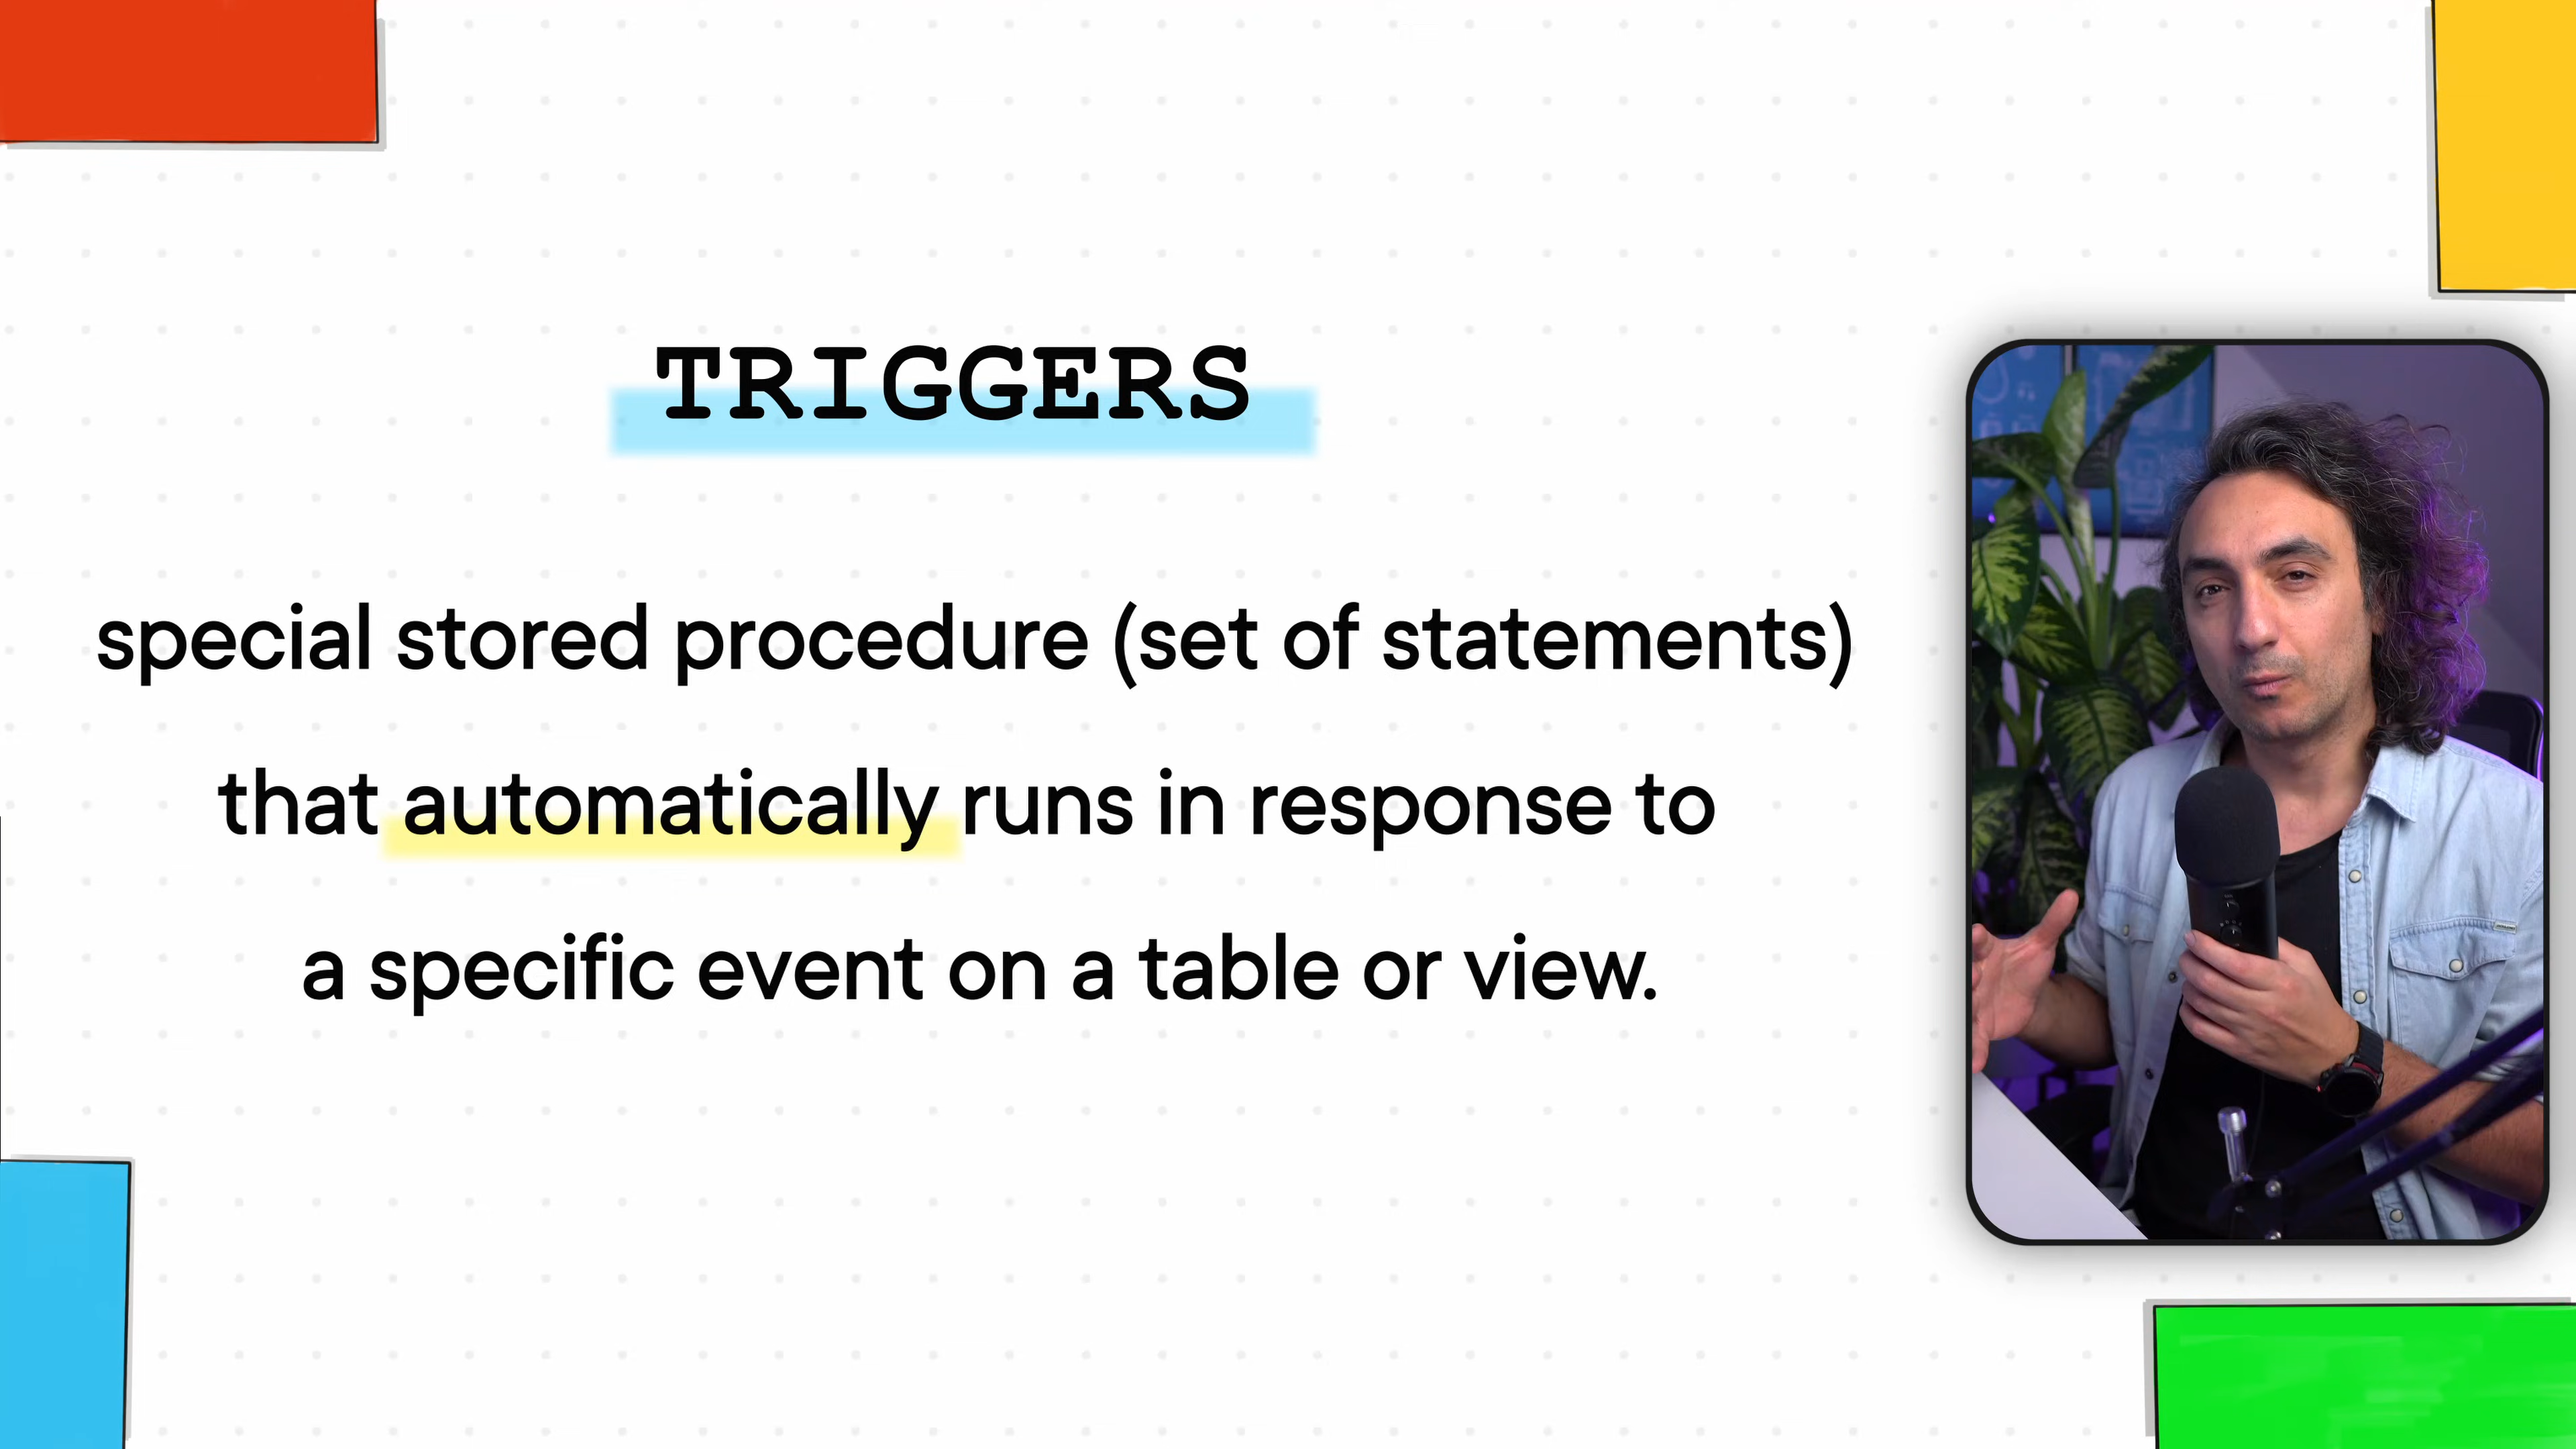 TRIGGERS
special stored procedure (set of statements)
that automatically runs in response to
a specific event on a table or view.